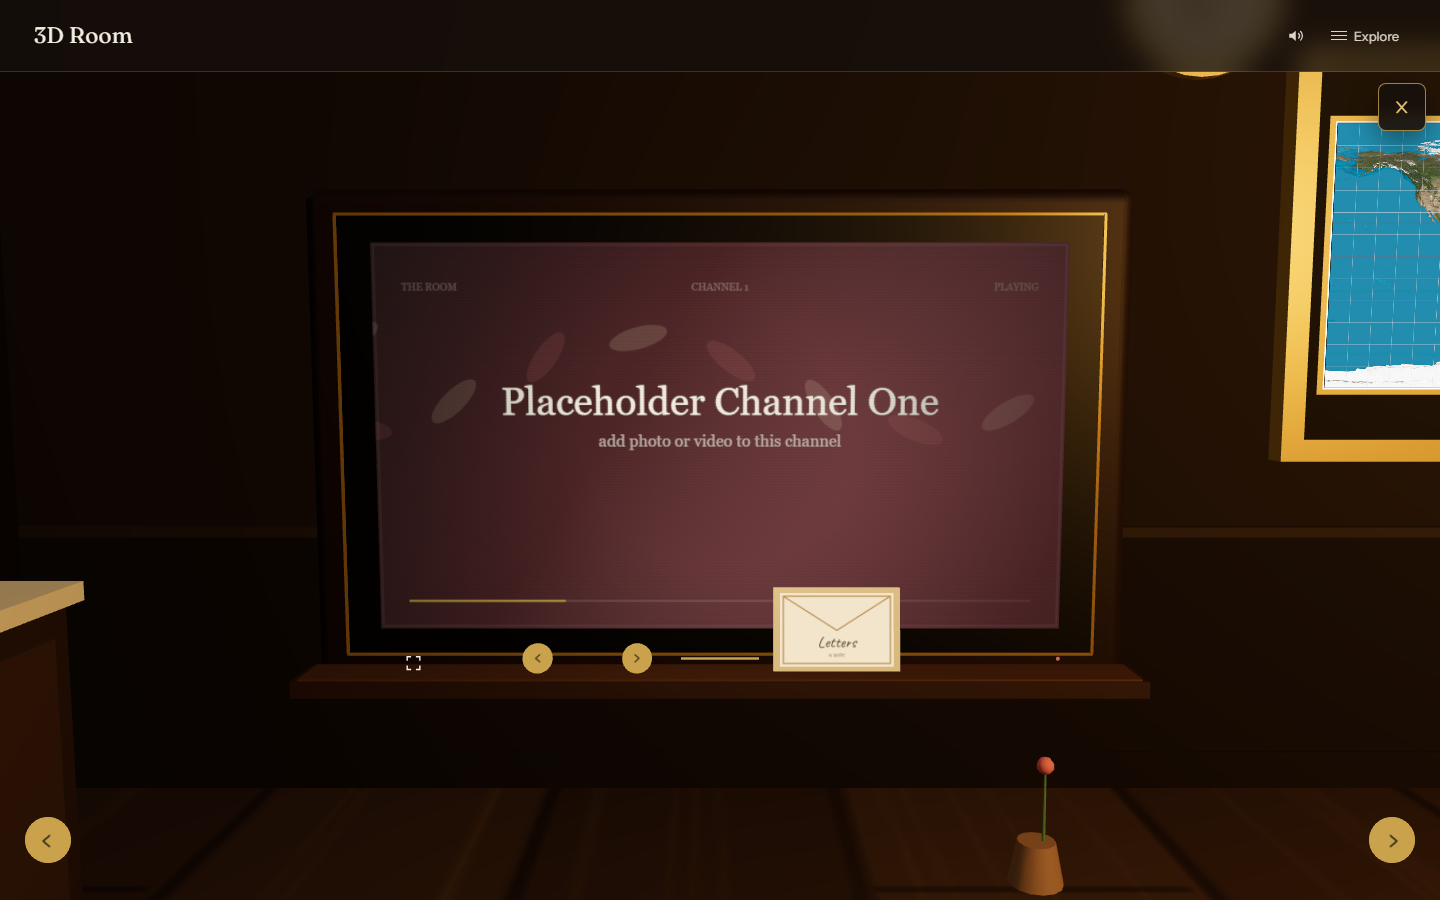 3D Room
Explore
THE ROOM
CHANNEL 1
PLAYING
Placeholder Channel One
add photo or video to this channel
Letters